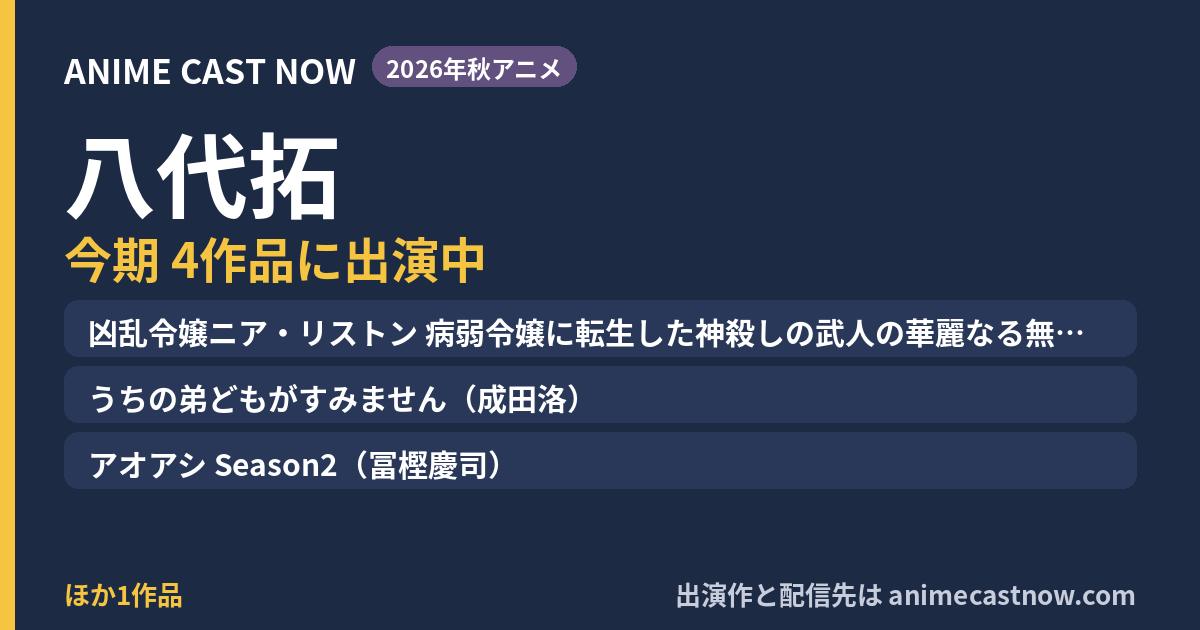 ANIME CAST NOW 2026年秋アニメ
八代拓
今期 4作品に出演中
凶乱令嬢ニア・リストン 病弱令嬢に転生した神殺しの武人の華麗なる無…
うちの弟どもがすみません（成田洛）
アオアシ Season2（冨樫慶司）
ほか1作品
出演作と配信先は animecastnow.com